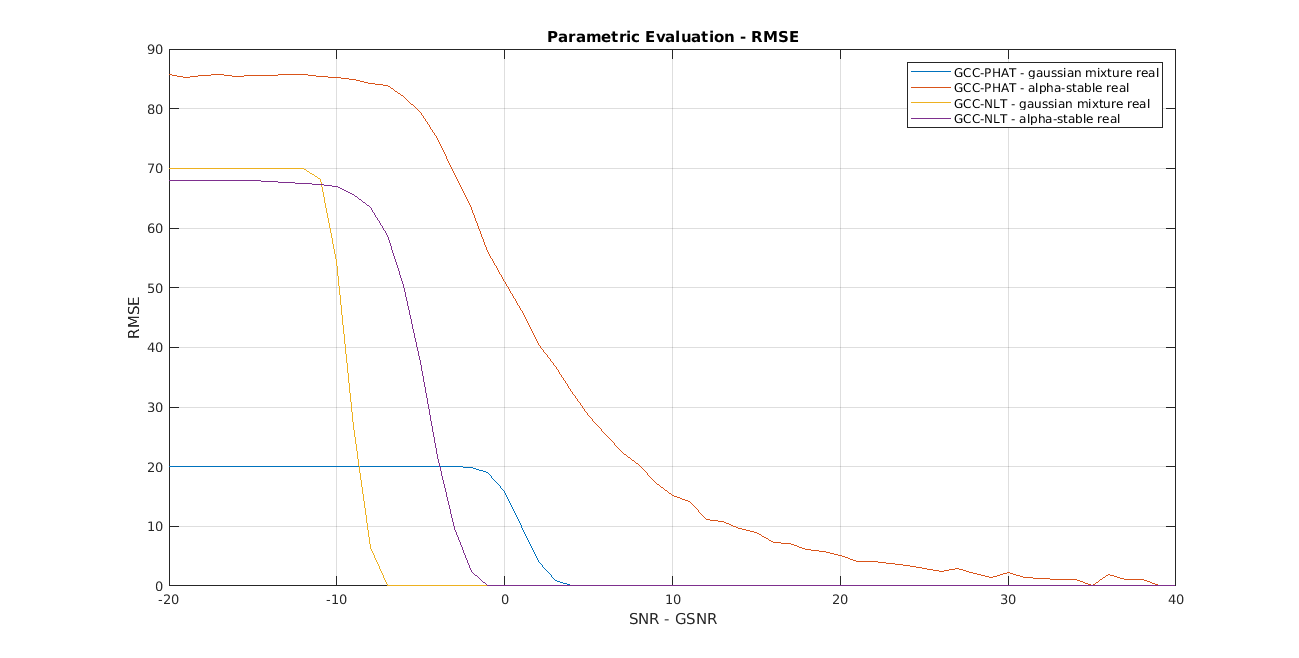 Parametric Evaluation - RMSE
GCC-PHAT - gaussian mixture real
GCC-PHAT - alpha-stable real
GCC-NLT - gaussian mixture real
GCC-NLT - alpha-stable real
90
80
70
60
50
40
30
20
10
0
RMSE
-20 -10 0 10 20 30 40
SNR - GSNR